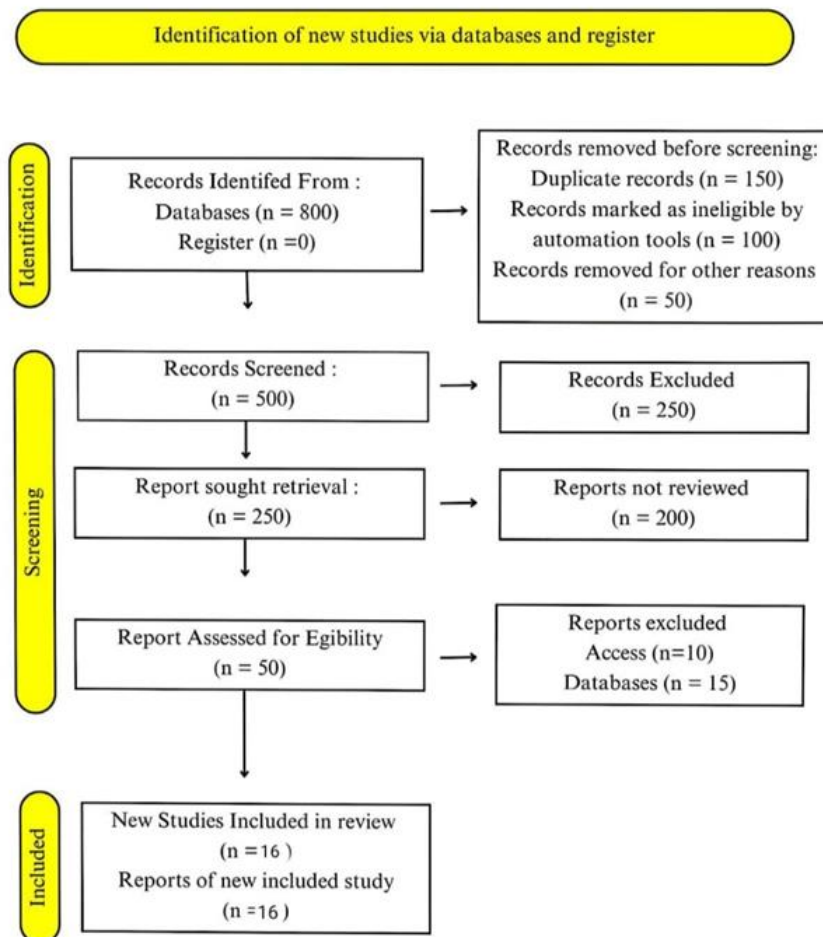 Identification of new studies via databases and register
Identification
Records Identifed From :
Databases (n = 800)
Register (n =0)
Records removed before screening:
Duplicate records (n = 150)
Records marked as ineligible by
automation tools (n = 100)
Records removed for other reasons
(n = 50)
Screening
Records Screened :
(n = 500)
Records Excluded
(n = 250)
Report sought retrieval :
(n = 250)
Reports not reviewed
(n = 200)
Report Assessed for Egibility
(n = 50)
Reports excluded
Access (n=10)
Databases (n = 15)
Included
New Studies Included in review
(n =16 )
Reports of new included study
(n =16 )